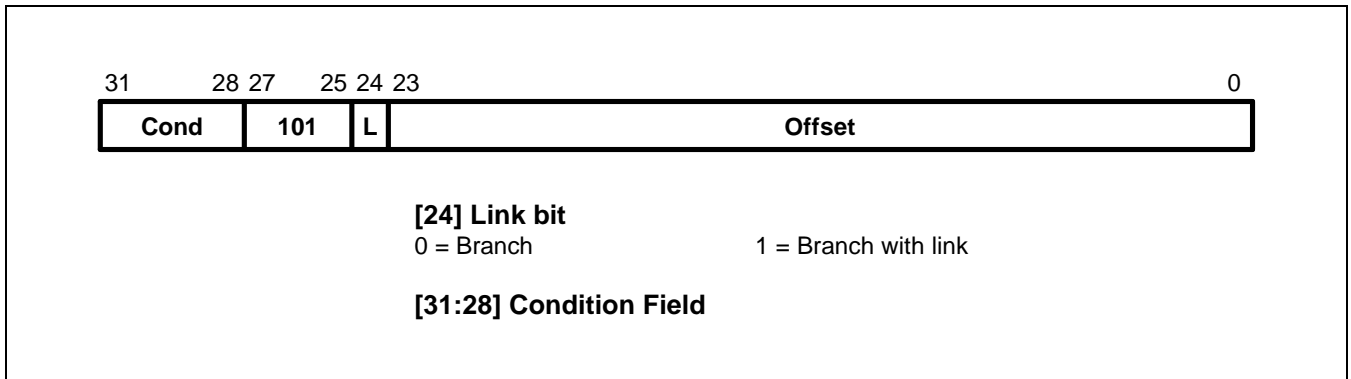 31 28 27 25 24 23 0
Cond 101 L Offset
[24] Link bit
0 = Branch 1 = Branch with link
[31:28] Condition Field